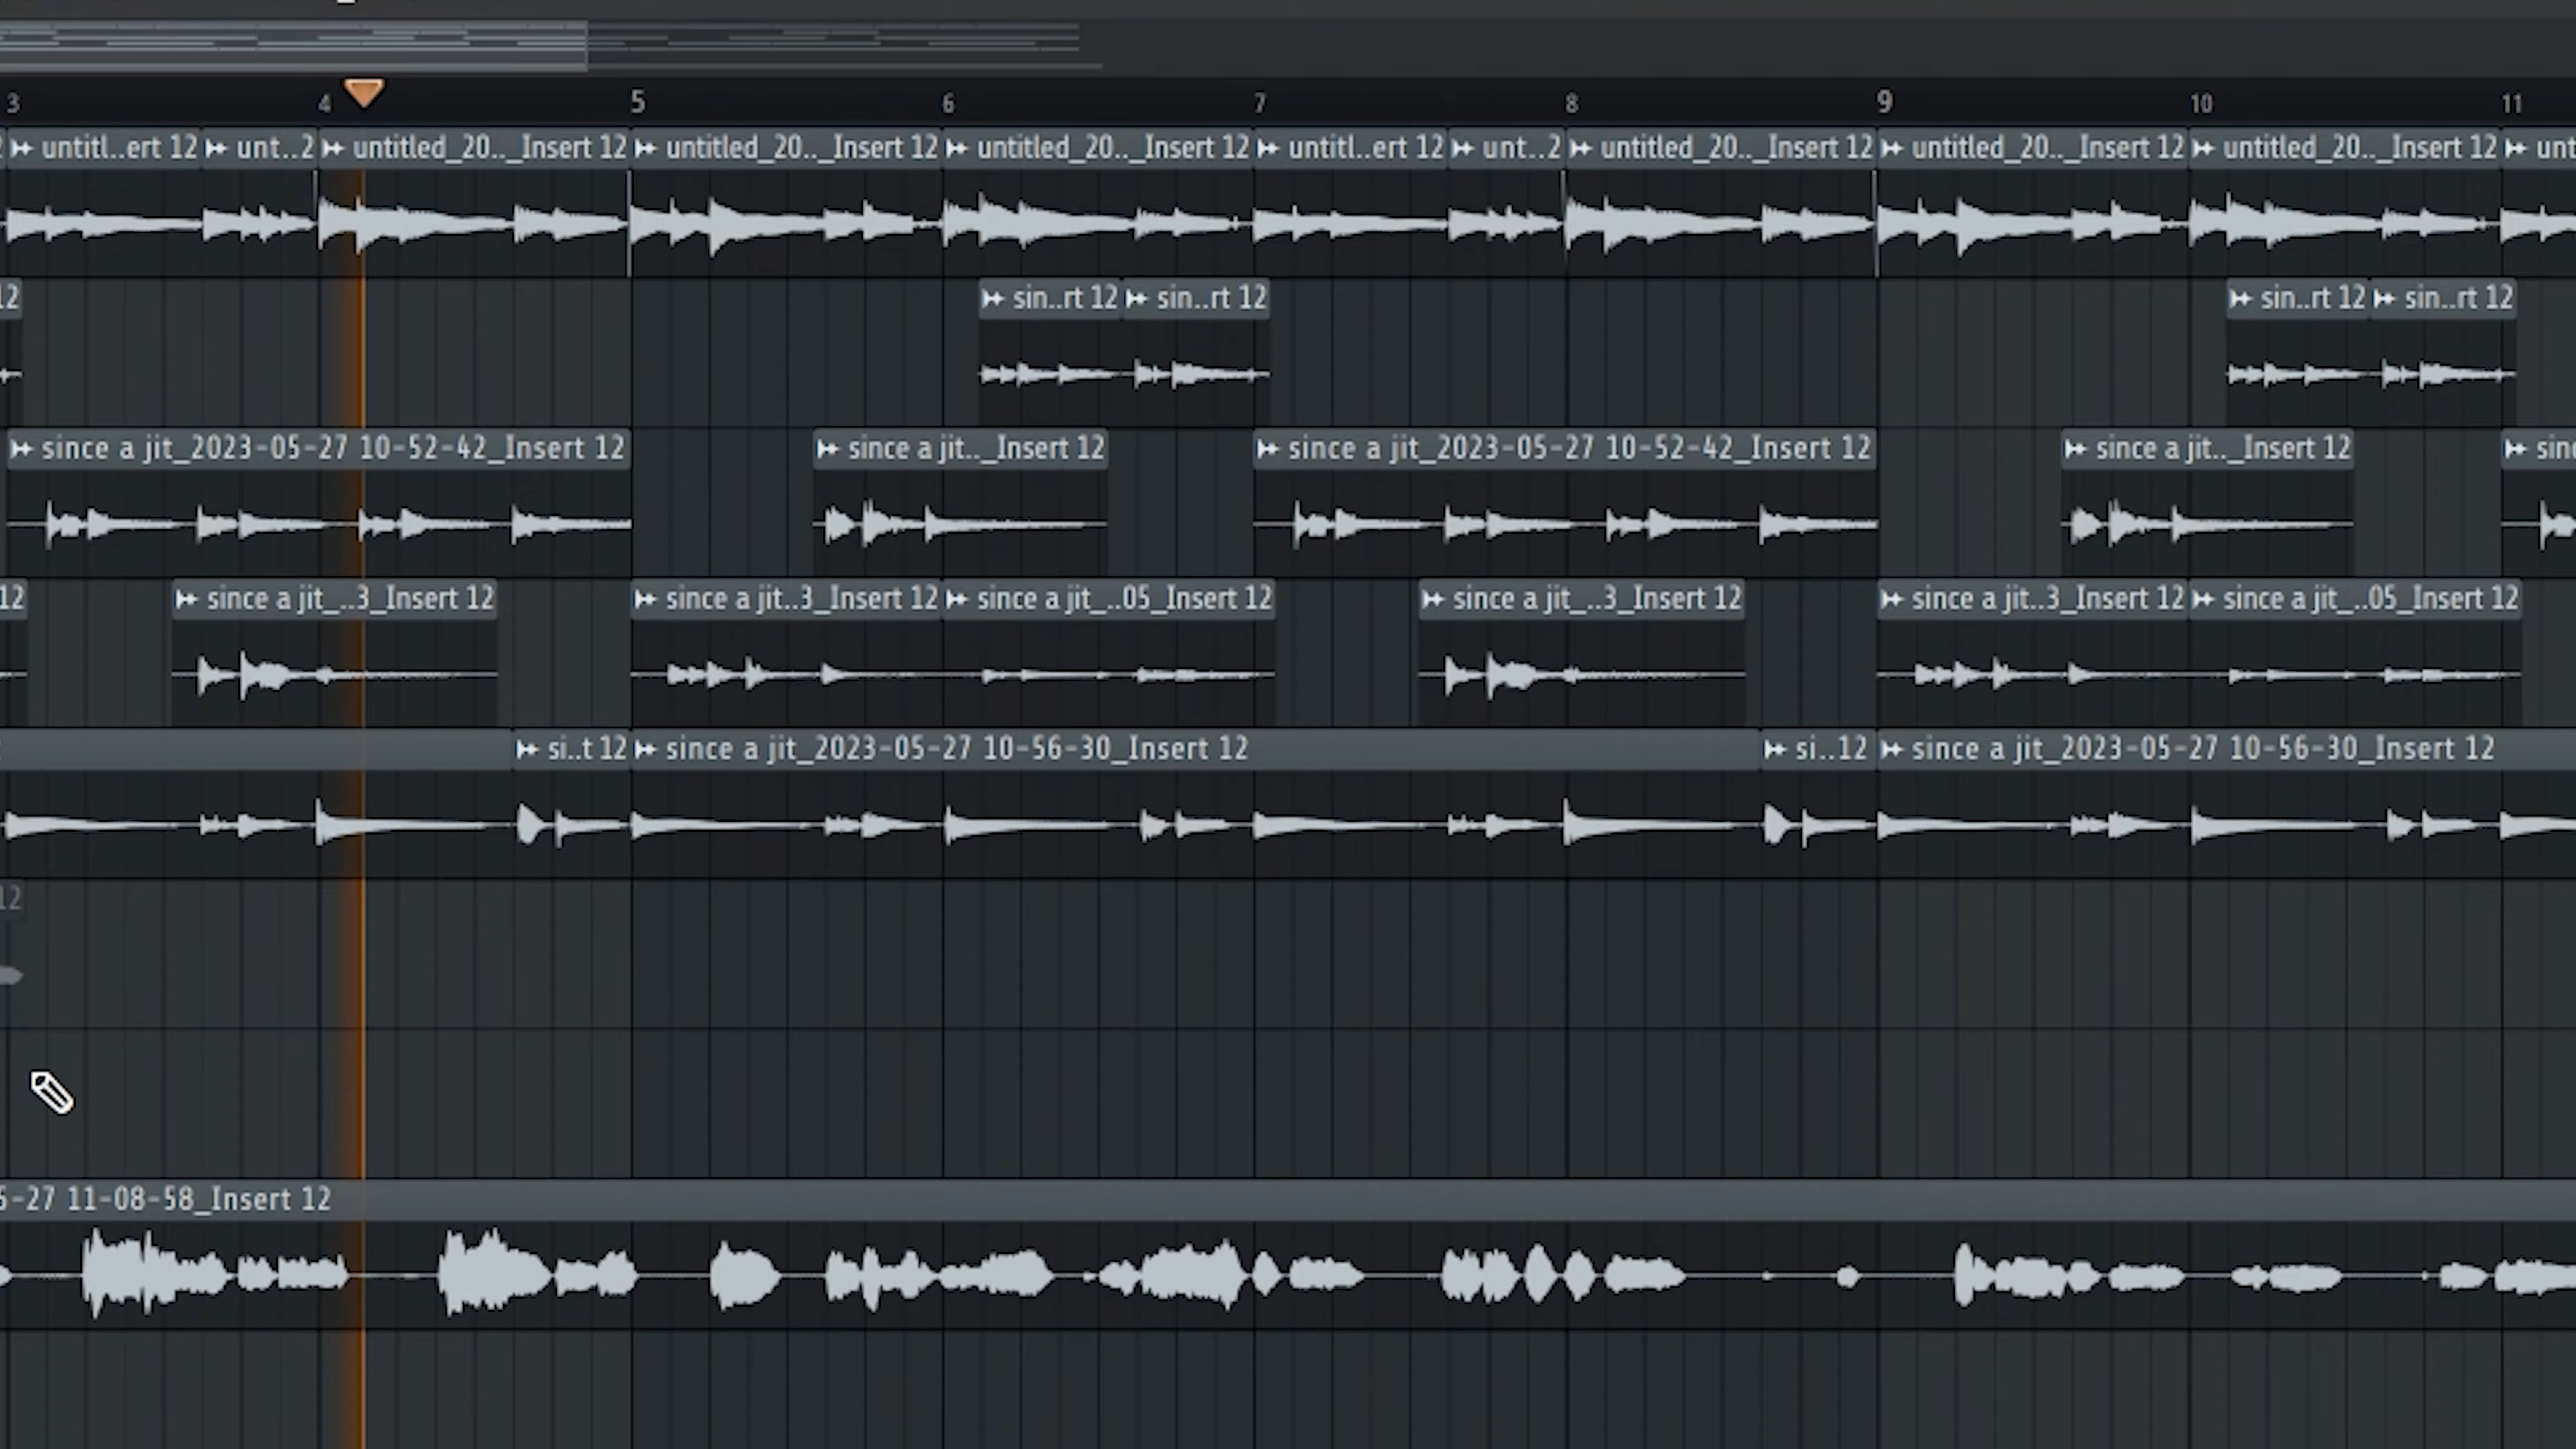 3 4 5 6 7 8 9 10 11
untitl..ert 12 unt..2 untitled_20.._Insert 12 untitled_20.._Insert 12 untitled_20.._Insert 12 untitl..ert 12 unt..2 untitled_20.._Insert 12 untitled_20.._Insert 12 untitled_20.._Insert 12 unt
12 sin..rt 12 sin..rt 12 sin..rt 12 sin..rt 12
since a jit_2023-05-27 10-52-42_Insert 12 since a jit.._Insert 12 since a jit_2023-05-27 10-52-42_Insert 12 since a jit.._Insert 12 sinc
12 since a jit_..3_Insert 12 since a jit..3_Insert 12 since a jit_..05_Insert 12 since a jit_..3_Insert 12 since a jit..3_Insert 12 since a jit_..05_Insert 12
si..t 12 since a jit_2023-05-27 10-56-30_Insert 12 si..12 since a jit_2023-05-27 10-56-30_Insert 12
12
5-27 11-08-58_Insert 12